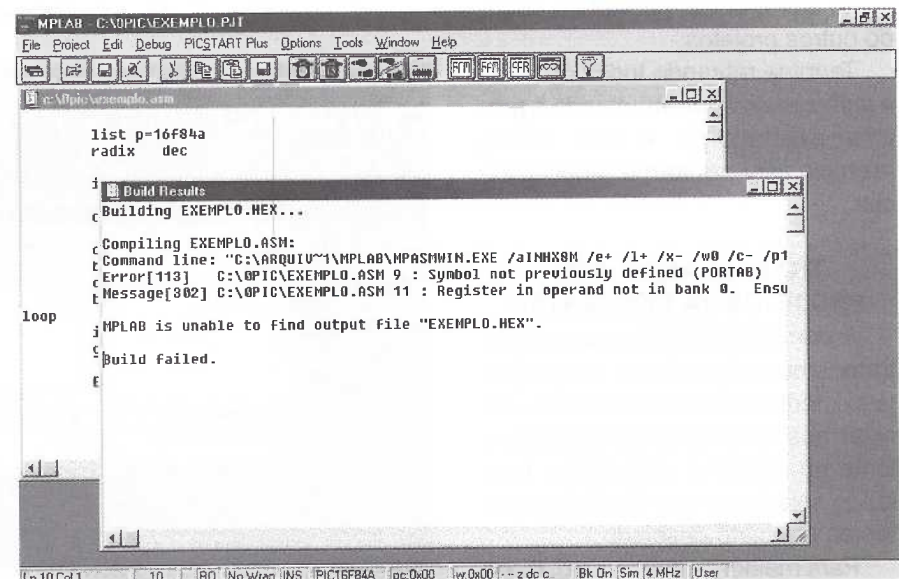 MPLAB - C:\0PIC\EXEMPLO.PJT
File Project Edit Debug PICSTART Plus Options Tools Window Help
c:\0pic\exemplo.asm
list p=16f84a
radix dec
Build Results
Building EXEMPLO.HEX...
Compiling EXEMPLO.ASM:
Command line: "C:\ARQUIV~1\MPLAB\MPASMWIN.EXE /aINHX8M /e+ /l+ /x- /w0 /c- /p1
Error[113] C:\0PIC\EXEMPLO.ASM 9 : Symbol not previously defined (PORTAB)
Message[302] C:\0PIC\EXEMPLO.ASM 11 : Register in operand not in bank 0. Ensu
loop
MPLAB is unable to find output file "EXEMPLO.HEX".
Build failed.
Ln 10 Col 1 10 RO No Wrap INS PIC16F84A pc:0x00 w:0x00 -- z dc c Bk On Sim 4 MHz User